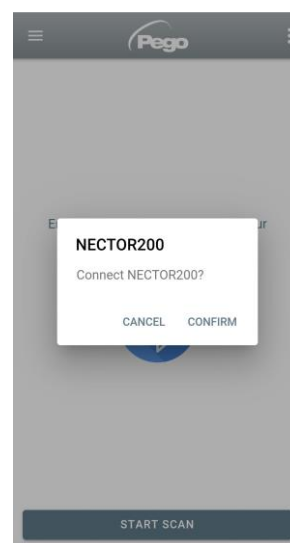 Pego
NECTOR200
Connect NECTOR200?
CANCEL CONFIRM
START SCAN